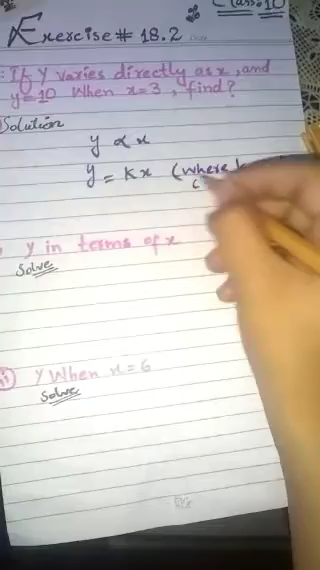 Class:10
Exercise # 18.2
: If Y varies directly as x, and
y=10 when x=3, find?
Solution
y ∝ x
y = Kx (where k
y in terms of x
Solve
ii) Y When x = 6
Solve